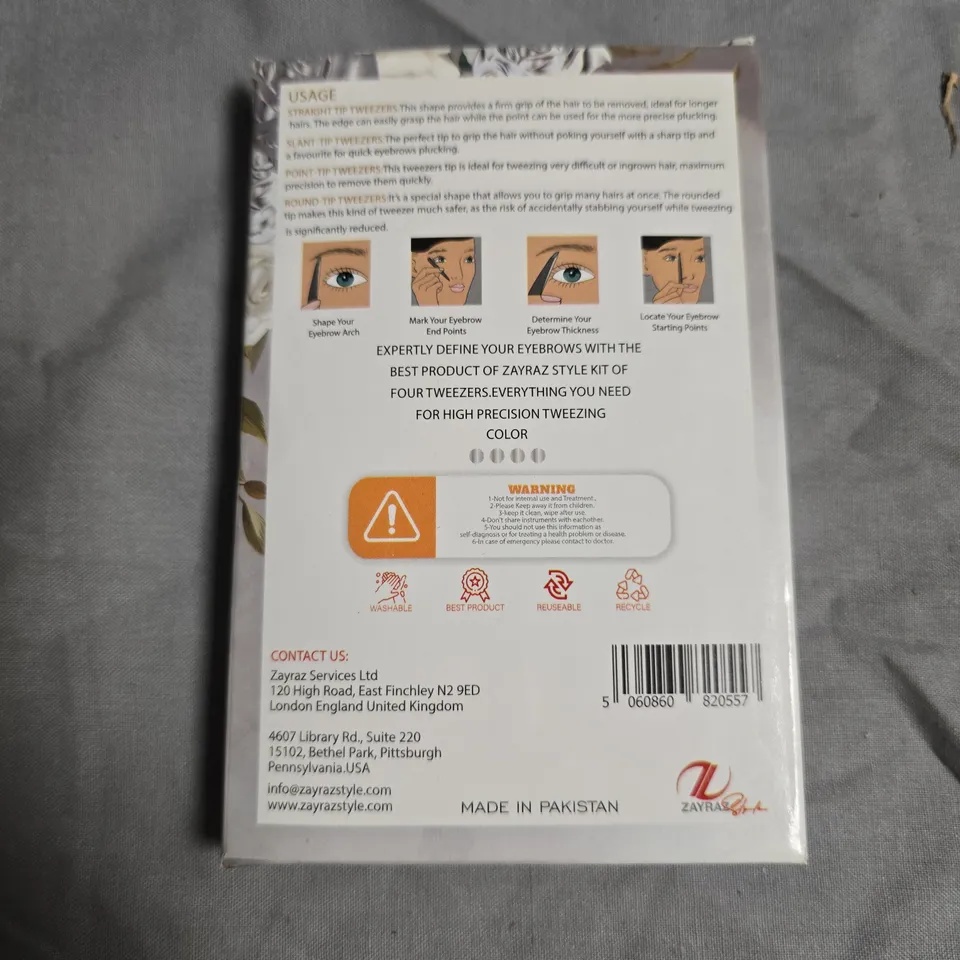 USAGE
STRAIGHT TIP TWEEZERS:This shape provides a firm grip of the hair to be removed, ideal for longer
hairs. The edge can easily grasp the hair while the point can be used for the more precise plucking.
SLANT TIP TWEEZERS:The perfect tip to grip the hair without poking yourself with a sharp tip and
a favourite for quick eyebrows plucking.
POINT TIP TWEEZERS:This tweezers tip is ideal for tweezing very difficult or ingrown hair, maximum
precision to remove them quickly.
ROUND TIP TWEEZERS:It's a special shape that allows you to grip many hairs at once. The rounded
tip makes this kind of tweezer much safer, as the risk of accidentally stabbing yourself while tweezing
is significantly reduced.
Shape Your
Eyebrow Arch
Mark Your Eyebrow
End Points
Determine Your
Eyebrow Thickness
Locate Your Eyebrow
Starting Points
EXPERTLY DEFINE YOUR EYEBROWS WITH THE
BEST PRODUCT OF ZAYRAZ STYLE KIT OF
FOUR TWEEZERS.EVERYTHING YOU NEED
FOR HIGH PRECISION TWEEZING
COLOR
WARNING
1-Not for internal use and Treatment..
2-Please Keep away it from children.
3-keep it clean, wipe after use.
4-Don't share instruments with eachother.
5-You should not use this information as
self-diagnosis or for treating a health problem or disease.
6-In case of emergency please contact to doctor.
WASHABLE
BEST PRODUCT
REUSEABLE
RECYCLE
CONTACT US:
Zayraz Services Ltd
120 High Road, East Finchley N2 9ED
London England United Kingdom
4607 Library Rd., Suite 220
15102, Bethel Park, Pittsburgh
Pennsylvania.USA
info@zayrazstyle.com
www.zayrazstyle.com
5 060860 820557
MADE IN PAKISTAN
ZAYRAZ Style